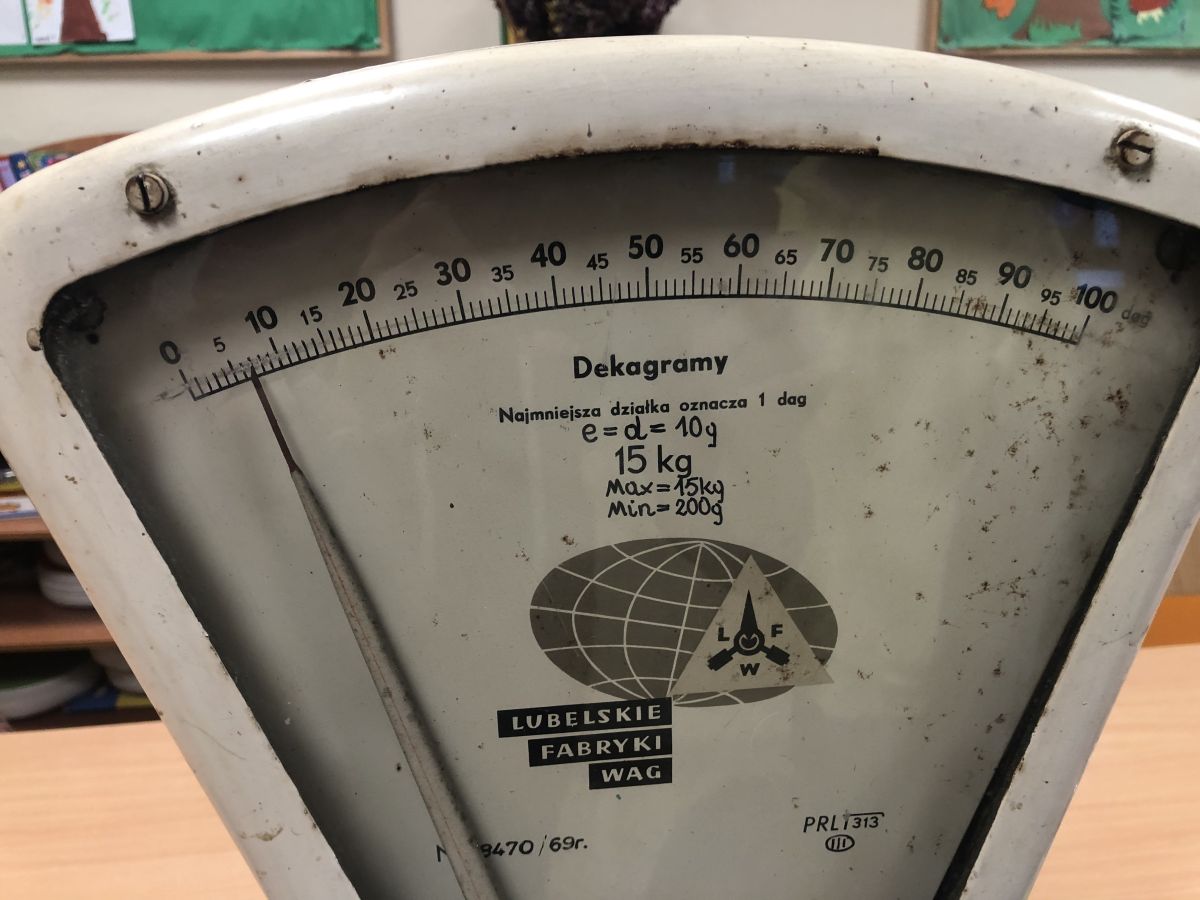 0 5 10 15 20 25 30 35 40 45 50 55 60 65 70 75 80 85 90 95 100 dag
Dekagramy
Najmniejsza działka oznacza 1 dag
e = d = 10g
15 kg
Max = 15kg
Min = 200g
L F
W
LUBELSKIE
FABRYKI
WAG
9470 / 69r.
PRL T 313
III